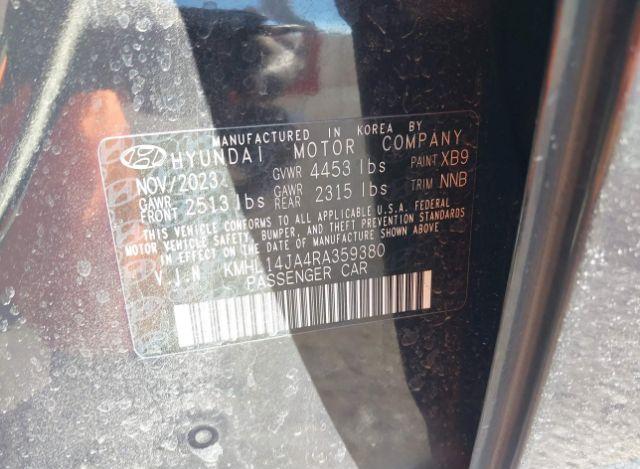 MANUFACTURED IN KOREA BY
HYUNDAI MOTOR COMPANY
NOV/2023 GVWR 4453 lbs PAINT XB9
GAWR FRONT 2513 lbs GAWR REAR 2315 lbs TRIM NNB
THIS VEHICLE CONFORMS TO ALL APPLICABLE U.S.A. FEDERAL
MOTOR VEHICLE SAFETY, BUMPER, AND THEFT PREVENTION STANDARDS
IN EFFECT ON THE DATE OF MANUFACTURE SHOWN ABOVE.
V.I.N KMHL14JA4RA359380
PASSENGER CAR